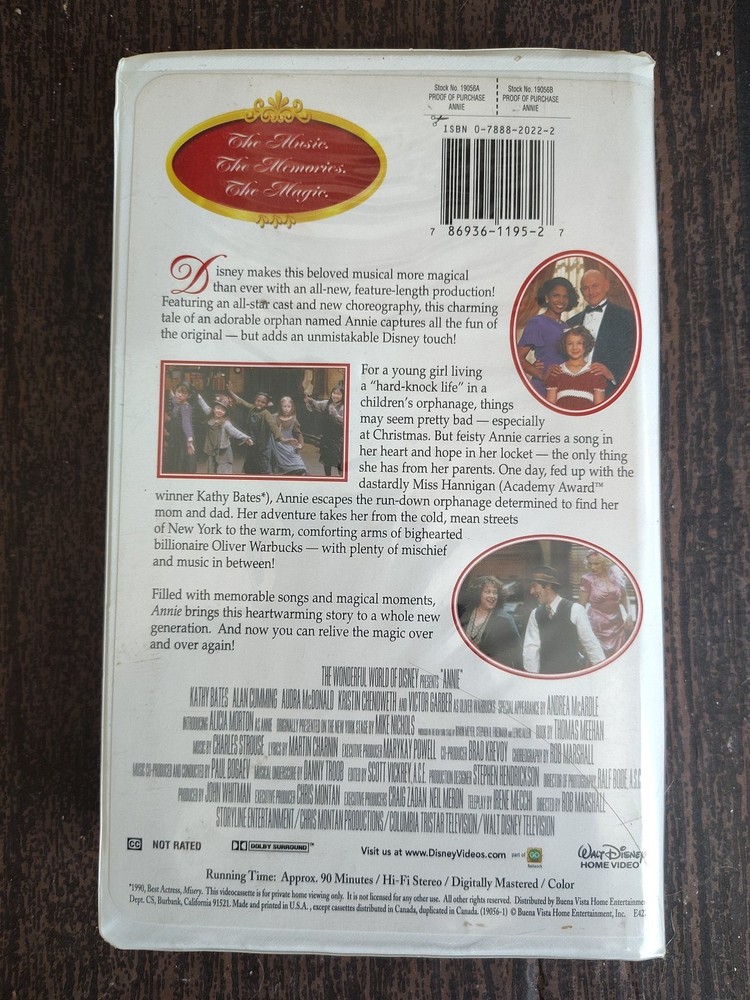 Stock No. 19056A
PROOF OF PURCHASE
ANNIE
Stock No. 19056B
PROOF OF PURCHASE
ANNIE
The Music.
The Memories.
The Magic.
ISBN 0-7888-2022-2
7 86936-1195-2 7
Disney makes this beloved musical more magical
than ever with an all-new, feature-length production!
Featuring an all-star cast and new choreography, this charming
tale of an adorable orphan named Annie captures all the fun of
the original — but adds an unmistakable Disney touch!
For a young girl living
a “hard-knock life” in a
children's orphanage, things
may seem pretty bad — especially
at Christmas. But feisty Annie carries a song in
her heart and hope in her locket — the only thing
she has from her parents. One day, fed up with the
dastardly Miss Hannigan (Academy Award™
winner Kathy Bates*), Annie escapes the run-down orphanage determined to find her
mom and dad. Her adventure takes her from the cold, mean streets
of New York to the warm, comforting arms of bighearted
billionaire Oliver Warbucks — with plenty of mischief
and music in between!
Filled with memorable songs and magical moments,
Annie brings this heartwarming story to a whole new
generation. And now you can relive the magic over
and over again!
THE WONDERFUL WORLD OF DISNEY PRESENTS "ANNIE"
KATHY BATES ALAN CUMMING AUDRA McDONALD KRISTIN CHENOWETH AND VICTOR GARBER AS OLIVER WARBUCKS SPECIAL APPEARANCE BY ANDREA McARDLE
INTRODUCING ALICIA MORTON AS ANNIE ORIGINALLY PRESENTED ON THE NEW YORK STAGE BY MIKE NICHOLS BOOK BY THOMAS MEEHAN
MUSIC BY CHARLES STROUSE LYRICS BY MARTIN CHARNIN EXECUTIVE PRODUCER MARYKAY POWELL CO-PRODUCER BRAD KREVOY CHOREOGRAPHY BY ROB MARSHALL
MUSIC CO-PRODUCED AND CONDUCTED BY PAUL BOGAEV MUSICAL UNDERSCORE BY DANNY TROOB EDITED BY SCOTT VICKREY, A.C.E. PRODUCTION DESIGNER STEPHEN HENDRICKSON DIRECTOR OF PHOTOGRAPHY RALF BODE, A.S.C
PRODUCED BY JOHN WHITMAN EXECUTIVE PRODUCER CHRIS MONTAN EXECUTIVE PRODUCERS CRAIG ZADAN NEIL MERON TELEPLAY BY IRENE MECCHI DIRECTED BY ROB MARSHALL
STORYLINE ENTERTAINMENT/CHRIS MONTAN PRODUCTIONS/COLUMBIA TRISTAR TELEVISION/WALT DISNEY TELEVISION
CC NOT RATED DOLBY SURROUND™ Visit us at www.DisneyVideos.com part of GO Network WALT DISNEY
HOME VIDEO
Running Time: Approx. 90 Minutes / Hi-Fi Stereo / Digitally Mastered / Color
*1990, Best Actress, Misery. This videocassette is for private home viewing only. It is not licensed for any other use. All other rights reserved. Distributed by Buena Vista Home Entertainme
Dept. CS, Burbank, California 91521. Made and printed in U.S.A., except cassettes distributed in Canada, duplicated in Canada. (19056-1) © Buena Vista Home Entertainment, Inc. E42